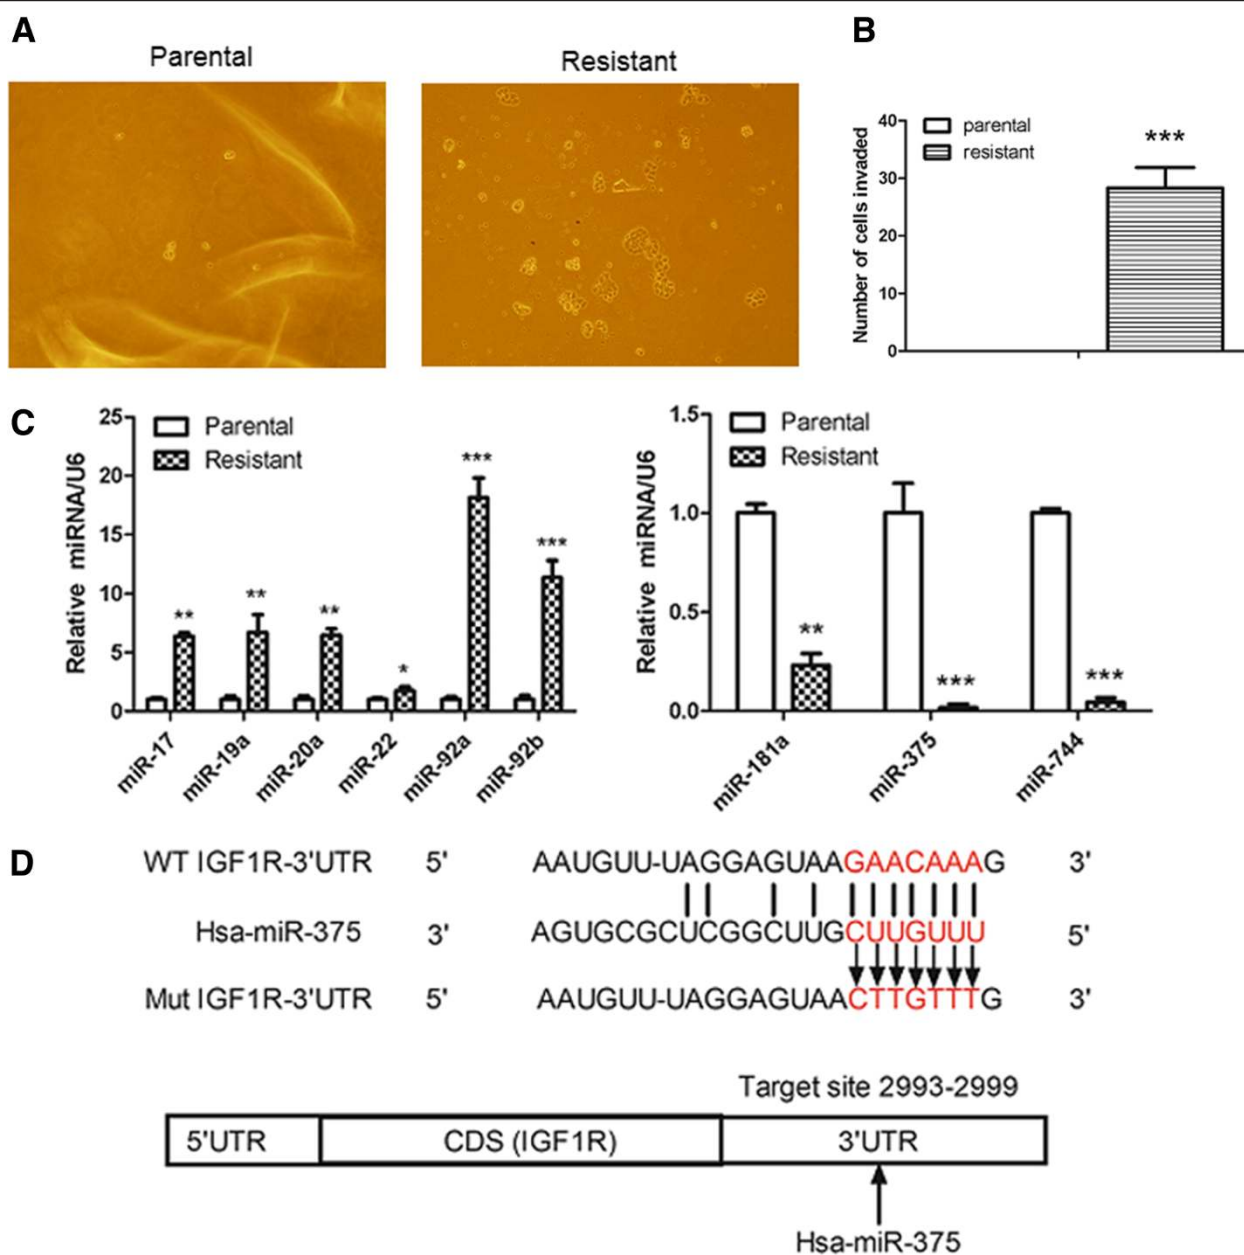 A
Parental
Resistant
B
Number of cells invaded
40
30
20
10
0
parental
resistant
***
C
Relative miRNA/U6
25
20
15
10
5
0
Parental
Resistant
**
**
**
*
***
***
miR-17
miR-19a
miR-20a
miR-22
miR-92a
miR-92b
Relative miRNA/U6
1.5
1.0
0.5
0.0
Parental
Resistant
**
***
***
miR-181a
miR-375
miR-744
D
WT IGF1R-3'UTR 5' AAUGUU-UAGGAGUAAGAACAAAG 3'
Hsa-miR-375 3' AGUGCGCUCGGCUUGCUUGUUU 5'
Mut IGF1R-3'UTR 5' AAUGUU-UAGGAGUAACTTGTTTG 3'
Target site 2993-2999
5'UTR CDS (IGF1R) 3'UTR
Hsa-miR-375